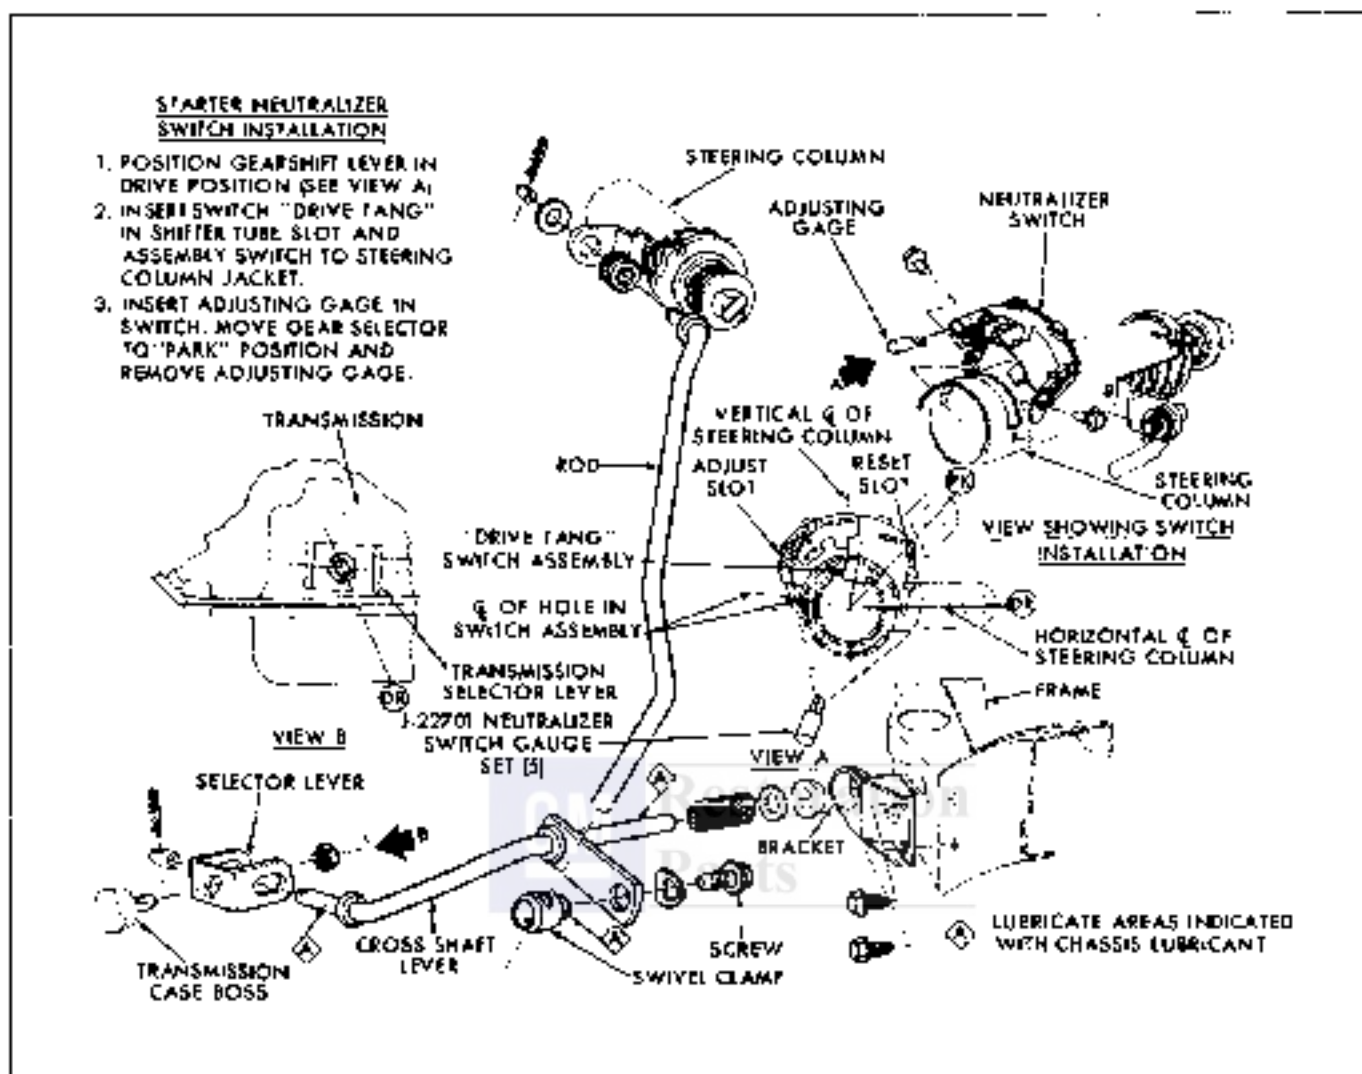 STARTER NEUTRALIZER
SWITCH INSTALLATION
1. POSITION GEARSHIFT LEVER IN
DRIVE POSITION (SEE VIEW A)
2. INSERT SWITCH "DRIVE TANG"
IN SHIFTER TUBE SLOT AND
ASSEMBLY SWITCH TO STEERING
COLUMN JACKET.
3. INSERT ADJUSTING GAGE IN
SWITCH. MOVE GEAR SELECTOR
TO "PARK" POSITION AND
REMOVE ADJUSTING GAGE.
STEERING COLUMN
ADJUSTING
GAGE
NEUTRALIZER
SWITCH
A
TRANSMISSION
ROD
VERTICAL ℄ OF
STEERING COLUMN
ADJUST
SLOT
RESET
SLOT
PK
STEERING
COLUMN
VIEW SHOWING SWITCH
INSTALLATION
"DRIVE TANG"
SWITCH ASSEMBLY
℄ OF HOLE IN
SWITCH ASSEMBLY
DR
HORIZONTAL ℄ OF
STEERING COLUMN
TRANSMISSION
SELECTOR LEVER
DR
FRAME
J-22701 NEUTRALIZER
SWITCH GAUGE
SET (5)
VIEW B
VIEW A
SELECTOR LEVER
A
GM
Restoration
Parts
B
BRACKET
A
CROSS SHAFT
LEVER
A
SCREW
SWIVEL CLAMP
A LUBRICATE AREAS INDICATED
WITH CHASSIS LUBRICANT
TRANSMISSION
CASE BOSS